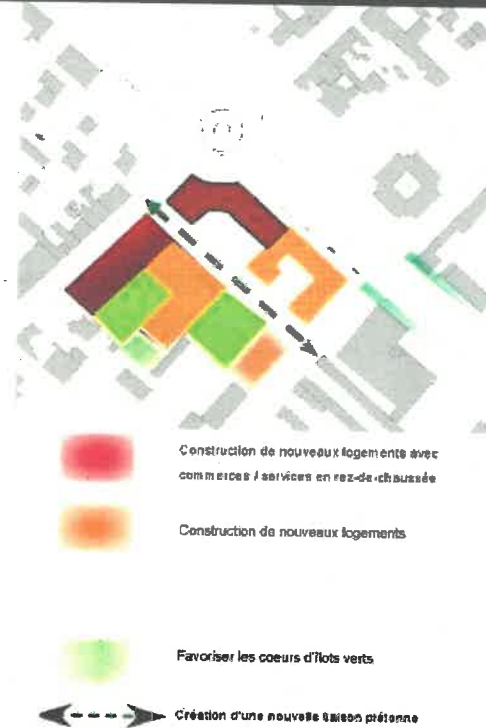 Construction de nouveaux logements avec
commerces / services en rez-de-chaussée
Construction de nouveaux logements
Favoriser les coeurs d'îlots verts
Création d'une nouvelle liaison piétonne